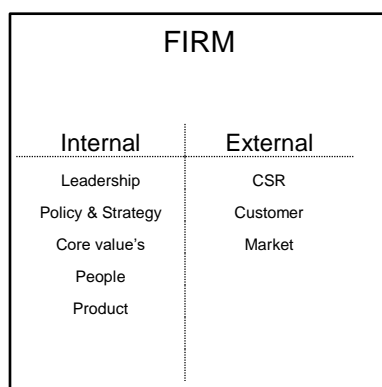 FIRM
Internal External
Leadership CSR
Policy & Strategy Customer
Core value’s Market
People
Product